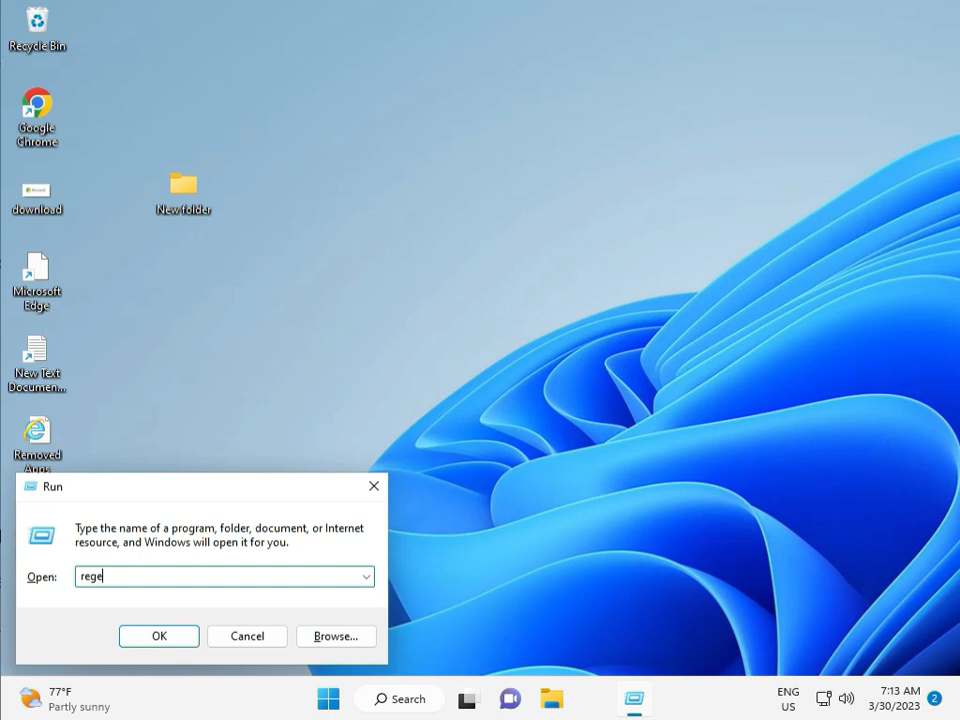 Recycle Bin
Google
Chrome
download
New folder
Microsoft
Edge
New Text
Documen...
Removed
Apps
Run
Type the name of a program, folder, document, or Internet
resource, and Windows will open it for you.
Open:
rege
OK
Cancel
Browse...
77°F
Partly sunny
Search
ENG
US
7:13 AM
3/30/2023
2